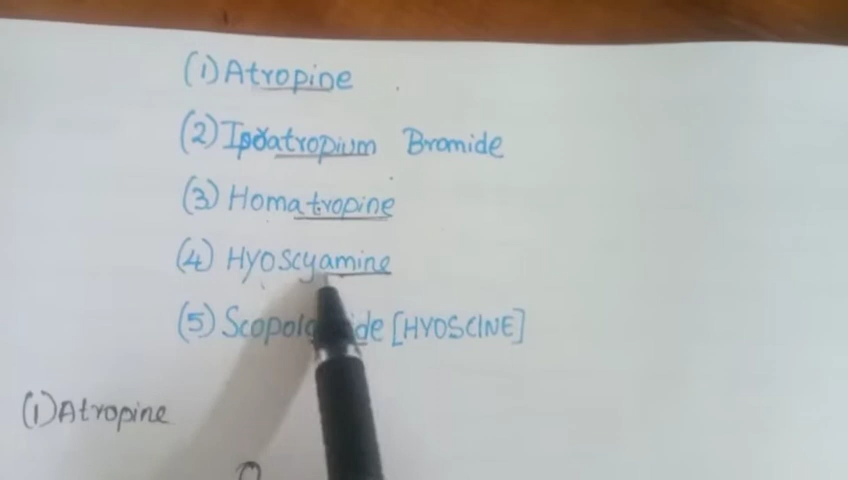 (1) Atropine
(2) Ipratropium Bromide
(3) Homatropine
(4) Hyoscyamine
(5) [HYOSCINE]
(1) Atropine